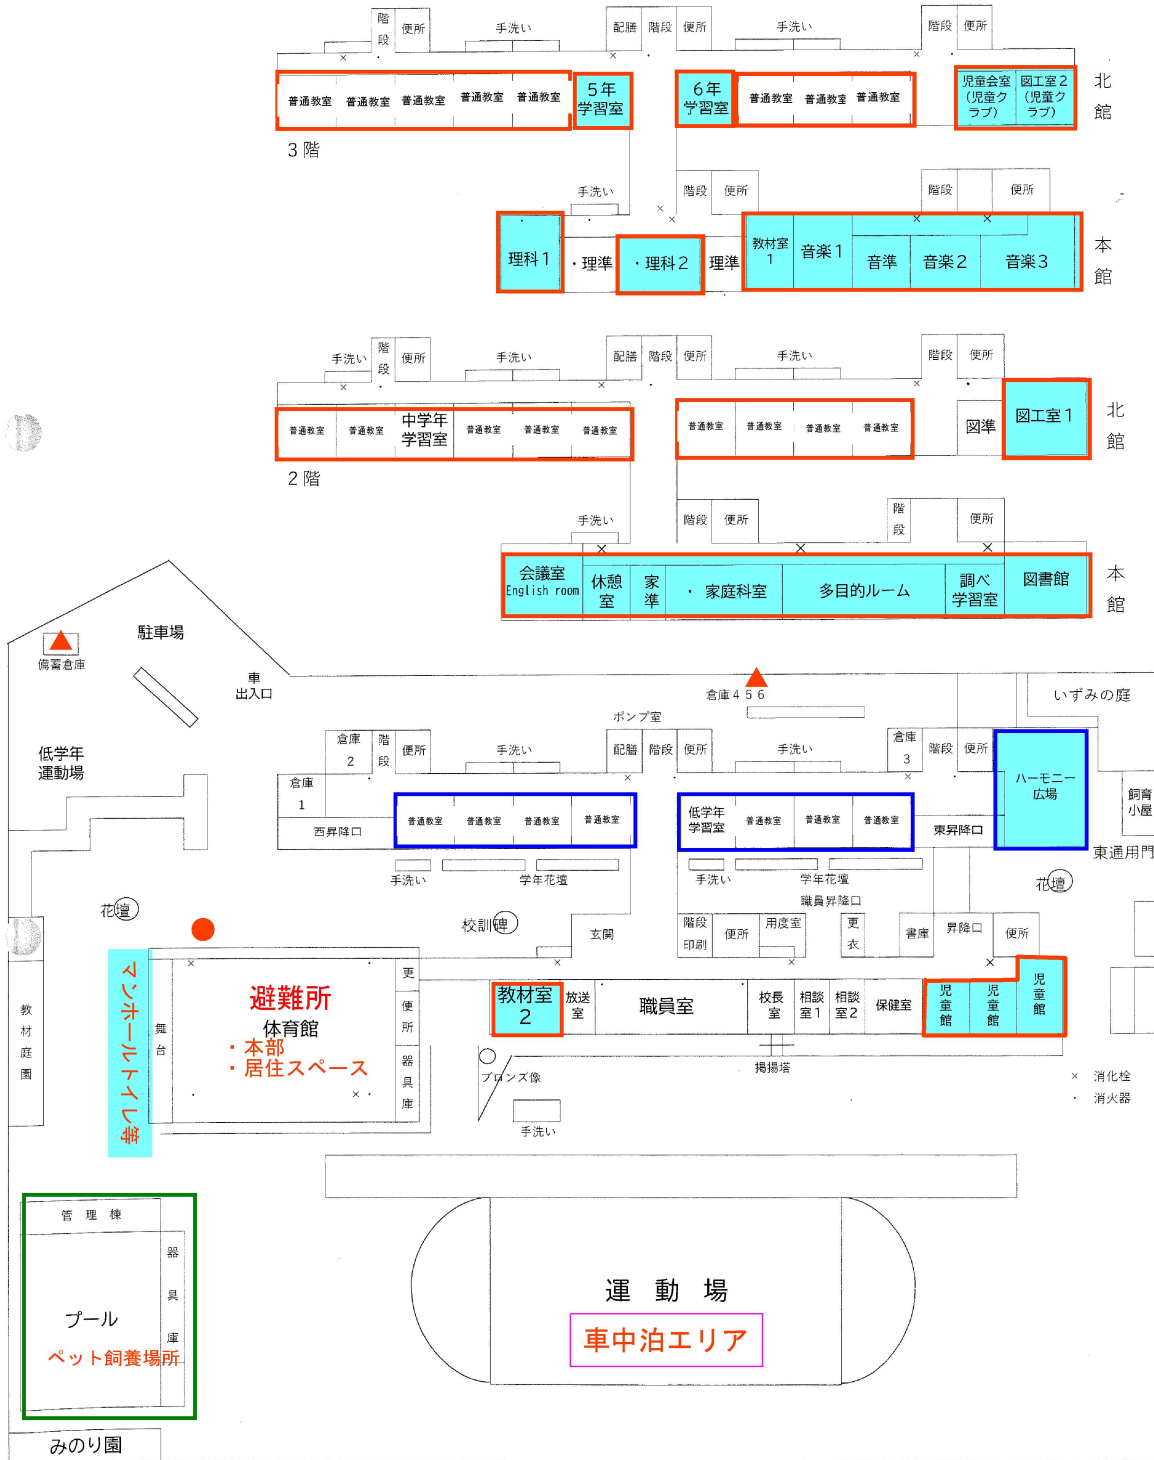 階段
便所
手洗い
配膳
階段
便所
手洗い
階段
便所
普通教室
普通教室
普通教室
普通教室
普通教室
5年
学習室
6年
学習室
普通教室
普通教室
普通教室
児童会室
(児童ク
ラブ)
図工室2
(児童ク
ラブ)
北館
3階
手洗い
階段
便所
階段
便所
理科1
・理準
・理科2
理準
教材室
1
音楽1
音準
音楽2
音楽3
本館
手洗い
階段
便所
手洗い
配膳
階段
便所
手洗い
階段
便所
普通教室
普通教室
中学年
学習室
普通教室
普通教室
普通教室
普通教室
普通教室
普通教室
普通教室
図準
図工室1
北館
2階
手洗い
階段
便所
階段
便所
会議室
English room
休憩
室
家準
・家庭科室
多目的ルーム
調べ
学習室
図書館
本館
駐車場
備蓄倉庫
車
出入口
倉庫456
いずみの庭
ポンプ室
低学年
運動場
倉庫
2
階段
便所
手洗い
配膳
階段
便所
手洗い
倉庫
3
階段
便所
ハーモニー
広場
倉庫
1
飼育
小屋
西昇降口
普通教室
普通教室
普通教室
普通教室
低学年
学習室
普通教室
普通教室
普通教室
東昇降口
東通用門
手洗い
学年花壇
手洗い
学年花壇
花壇
花壇
校訓碑
玄関
職員昇降口
階段
印刷
便所
用度室
更衣
書庫
昇降口
便所
マンホールトイレ等
舞台
避難所
体育館
・本部
・居住スペース
更
便所
器具庫
教材室
2
放送
室
職員室
校長
室
相談
室1
相談
室2
保健室
児童館
児童館
児童館
教材庭園
ブロンズ像
掲揚塔
× 消化栓
・ 消火器
手洗い
管理棟
器具庫
プール
ペット飼養場所
運動場
車中泊エリア
みのり園